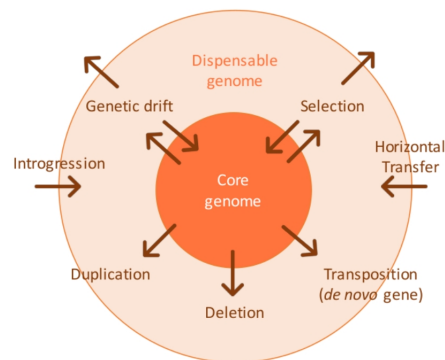 Dispensable
genome
Genetic drift
Selection
Introgression
Horizontal
Transfer
Core
genome
Duplication
Transposition
(de novo gene)
Deletion